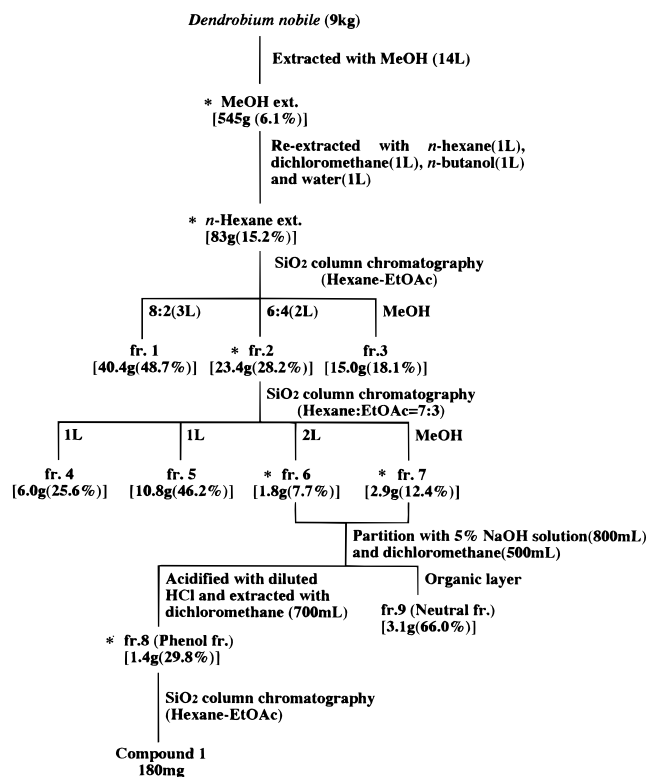 Dendrobium nobile (9kg)
Extracted with MeOH (14L)
* MeOH ext.
[545g (6.1%)]
Re-extracted with n-hexane(1L),
dichloromethane(1L), n-butanol(1L)
and water(1L)
* n-Hexane ext.
[83g(15.2%)]
SiO2 column chromatography
(Hexane-EtOAc)
8:2(3L) 6:4(2L) MeOH
fr. 1 * fr.2 fr.3
[40.4g(48.7%)] [23.4g(28.2%)] [15.0g(18.1%)]
SiO2 column chromatography
(Hexane:EtOAc=7:3)
1L 1L 2L MeOH
fr. 4 fr. 5 * fr. 6 * fr. 7
[6.0g(25.6%)] [10.8g(46.2%)] [1.8g(7.7%)] [2.9g(12.4%)]
Partition with 5% NaOH solution(800mL)
and dichloromethane(500mL)
Acidified with diluted
HCl and extracted with
dichloromethane (700mL)
Organic layer
fr.9 (Neutral fr.)
[3.1g(66.0%)]
* fr.8 (Phenol fr.)
[1.4g(29.8%)]
SiO2 column chromatography
(Hexane-EtOAc)
Compound 1
180mg